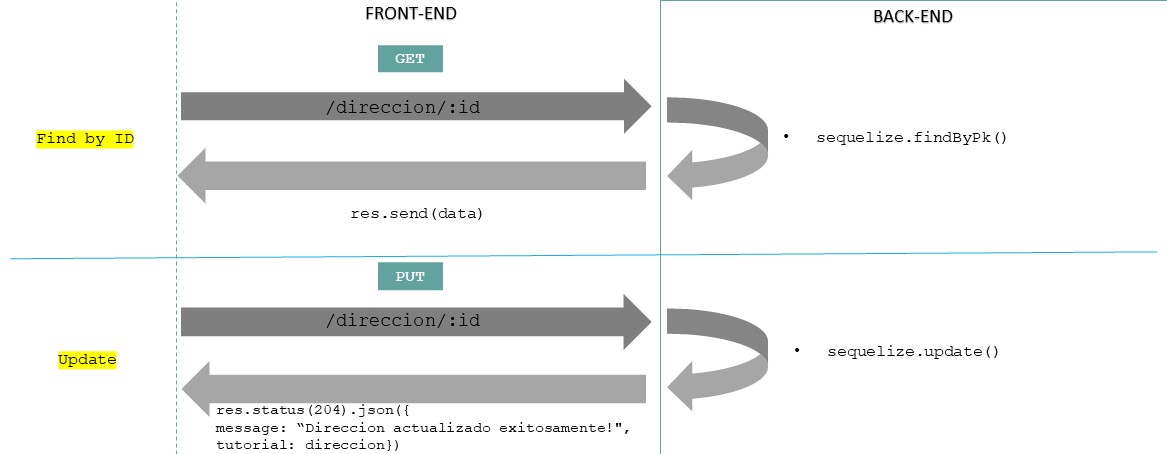 FRONT-END
BACK-END
GET
/direccion/:id
Find by ID
• sequelize.findByPk()
res.send(data)
PUT
/direccion/:id
Update
• sequelize.update()
res.status(204).json({
message: “Direccion actualizado exitosamente!",
tutorial: direccion})